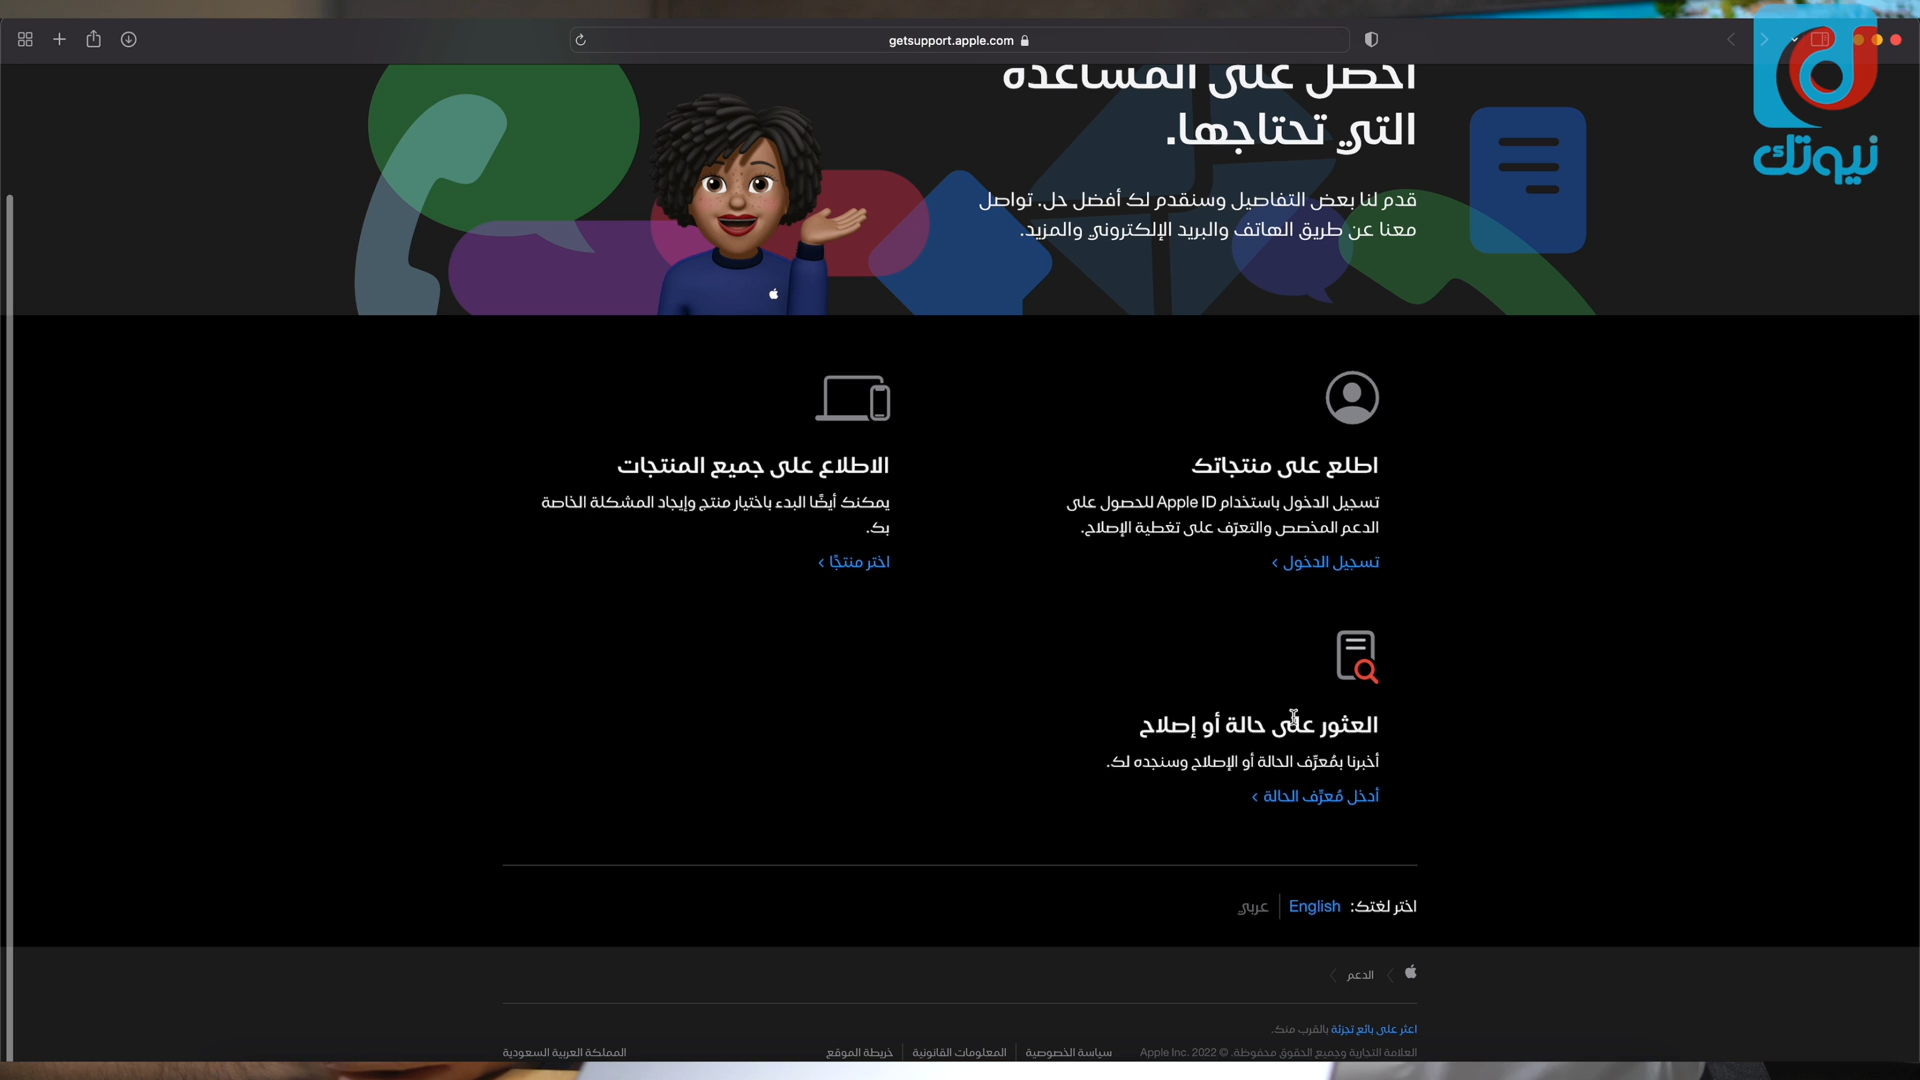 getsupport.apple.com
نيوتك
احصل على المساعدة
التي تحتاجها.
قدم لنا بعض التفاصيل وسنقدم لك أفضل حل. تواصل
معنا عن طريق الهاتف والبريد الإلكتروني والمزيد.
اطلع على منتجاتك
تسجيل الدخول باستخدام Apple ID للحصول على
الدعم المخصص والتعرّف على تغطية الإصلاح.
تسجيل الدخول
الاطلاع على جميع المنتجات
يمكنك أيضًا البدء باختيار منتج وإيجاد المشكلة الخاصة
بك.
اختر منتجًا
العثور على حالة أو إصلاح
أخبرنا بمُعرِّف الحالة أو الإصلاح وسنجده لك.
أدخل مُعرِّف الحالة
اختر لغتك: English | عربي
الدعم
اعثر على بائع تجزئة بالقرب منك.
العلامة التجارية وجميع الحقوق محفوظة. © 2022 Apple Inc. سياسة الخصوصية | المعلومات القانونية | خريطة الموقع المملكة العربية السعودية